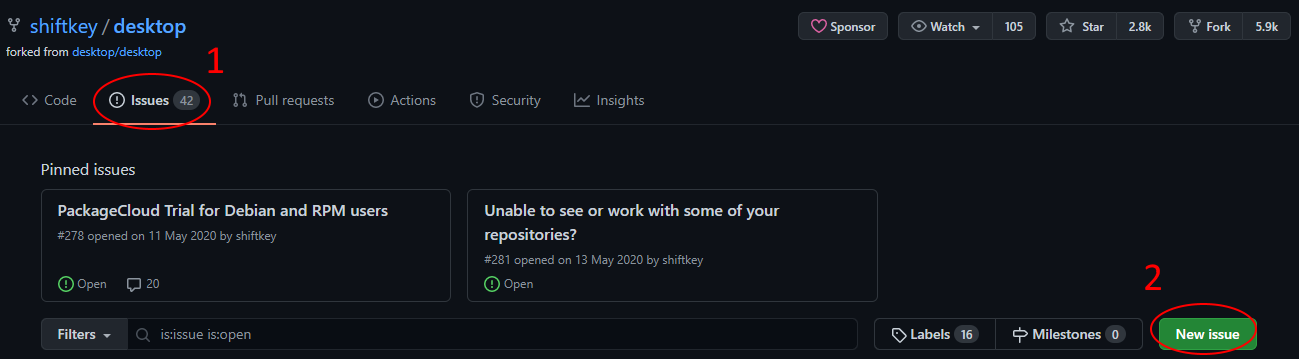 shiftkey / desktop
Sponsor
Watch 105
Star 2.8k
Fork 5.9k
forked from desktop/desktop
1
Code
Issues 42
Pull requests
Actions
Security
Insights
Pinned issues
PackageCloud Trial for Debian and RPM users
#278 opened on 11 May 2020 by shiftkey
Open 20
Unable to see or work with some of your
repositories?
#281 opened on 13 May 2020 by shiftkey
Open
2
Filters
is:issue is:open
Labels 16
Milestones 0
New issue